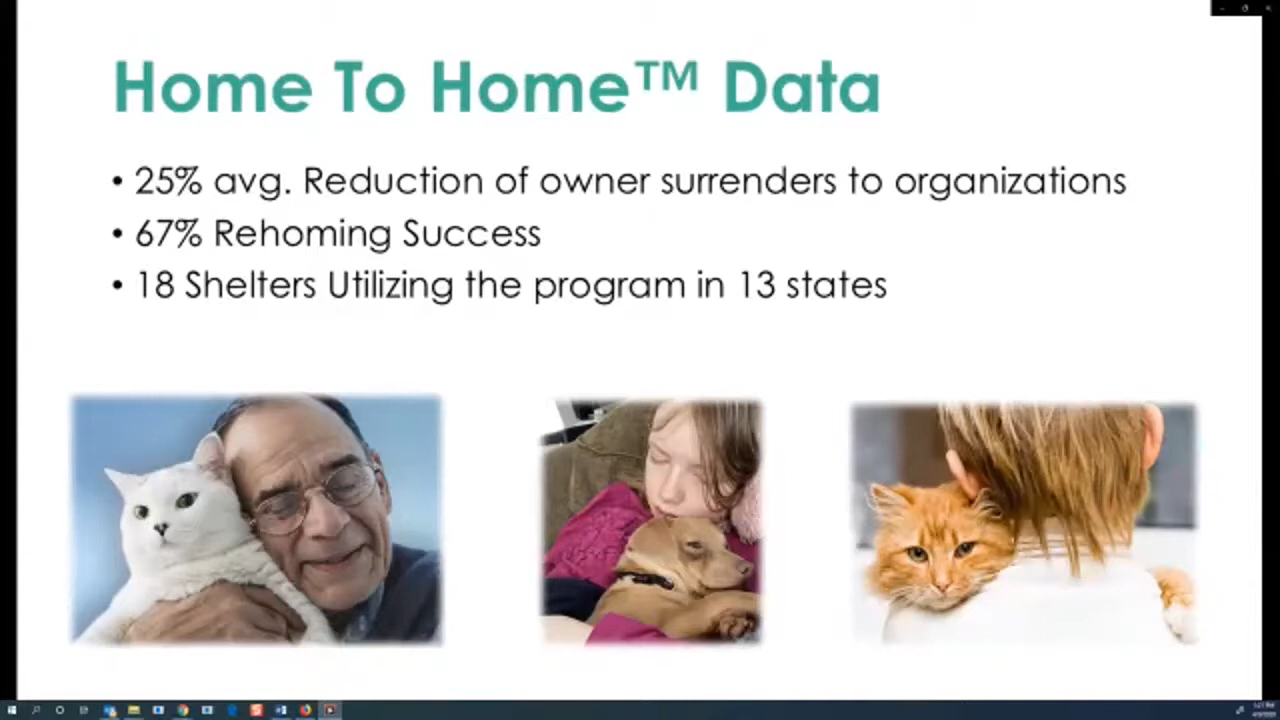 Home To Home™ Data
• 25% avg. Reduction of owner surrenders to organizations
• 67% Rehoming Success
• 18 Shelters Utilizing the program in 13 states